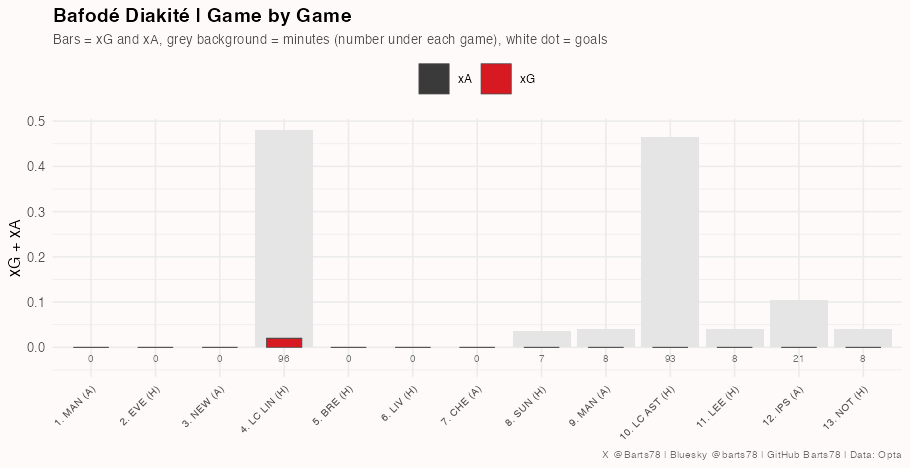 Bafodé Diakité | Game by Game
Bars = xG and xA, grey background = minutes (number under each game), white dot = goals
xA xG
xG + xA
0.5
0.4
0.3
0.2
0.1
0.0
0 0 0 96 0 0 0 7 8 93 8 21 8
1. MAN (A)
2. EVE (H)
3. NEW (A)
4. LC LIN (H)
5. BRE (H)
6. LIV (H)
7. CHE (A)
8. SUN (H)
9. MAN (A)
10. LC AST (H)
11. LEE (H)
12. IPS (A)
13. NOT (H)
X @Barts78 | Bluesky @barts78 | GitHub Barts78 | Data: Opta